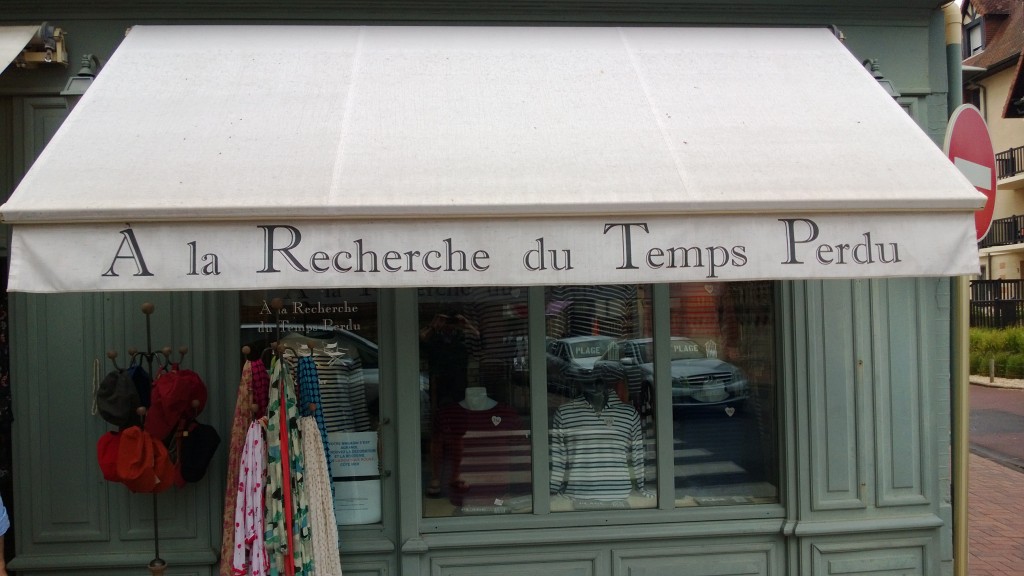 À la Recherche du Temps Perdu
À la Recherche
du Temps Perdu
PLAGE
PLAGE